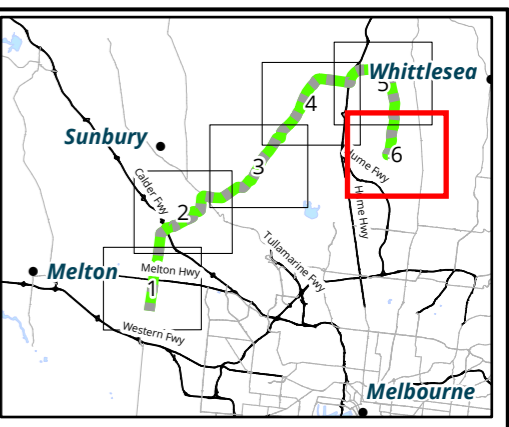 Whittlesea
5
4
Sunbury
6
Hume Fwy
3
Calder Fwy
Hume Hwy
2
Tullamarine Fwy
Melton
Melton Hwy
1
Western Fwy
Melbourne